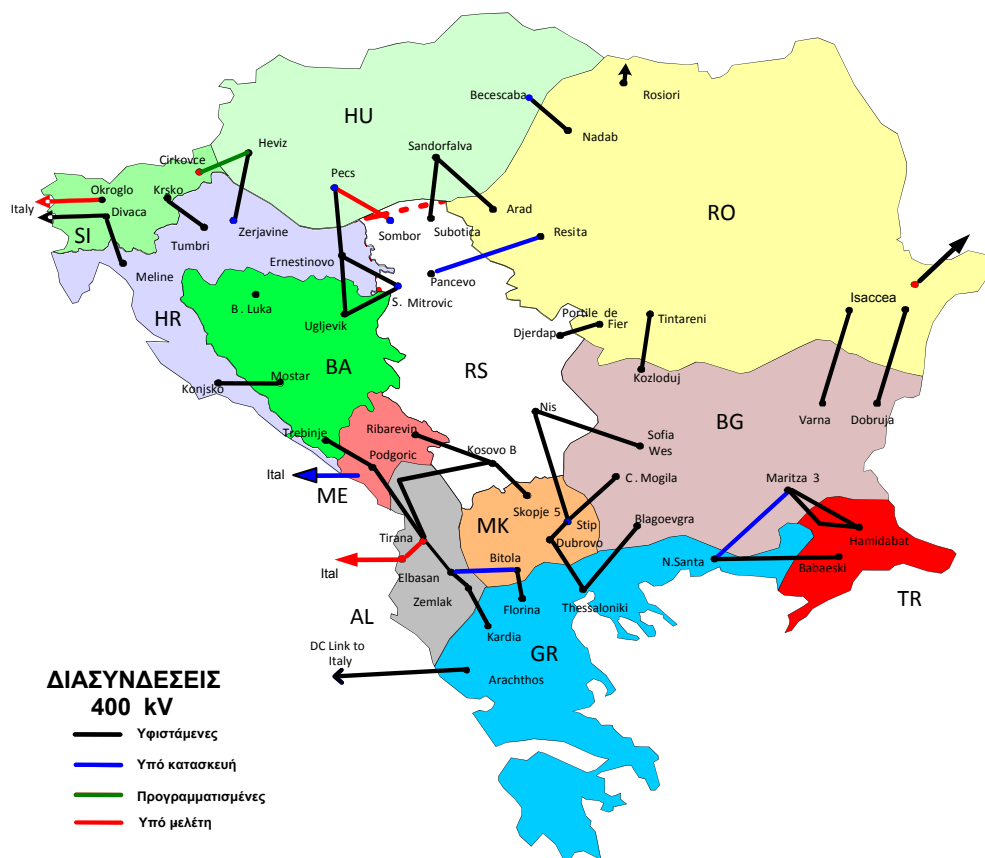 Becescaba
Rosiori
HU
Nadab
Heviz
Sandorfalva
Cirkovce
Pecs
Okroglo
Krsko
Italy
Divaca
Arad
RO
SI
Tumbri
Zerjavine
Sombor
Subotica
Resita
Ernestinovo
Meline
Pancevo
B . Luka
S. Mitrovic
Isaccea
HR
Ugljevik
Portile de
Fier
Tintareni
Djerdap
BA
RS
Kozloduj
Konjsko
Mostar
Nis
Varna
Dobruja
BG
Trebinje
Ribarevin
Sofia
Wes
Kosovo B
Podgoric
Ital
ME
C . Mogila
Maritza 3
Skopje 5
MK
Stip
Blagoevgra
Tirana
Dubrovo
Hamidabat
Bitola
N.Santa
Babaeski
Ital
Elbasan
Zemlak
Florina
Thessaloniki
TR
AL
Kardia
DC Link to
Italy
GR
Arachthos
ΔΙΑΣΥΝΔΕΣΕΙΣ
400 kV
Υφιστάμενες
Υπό κατασκευή
Προγραμματισμένες
Υπό μελέτη